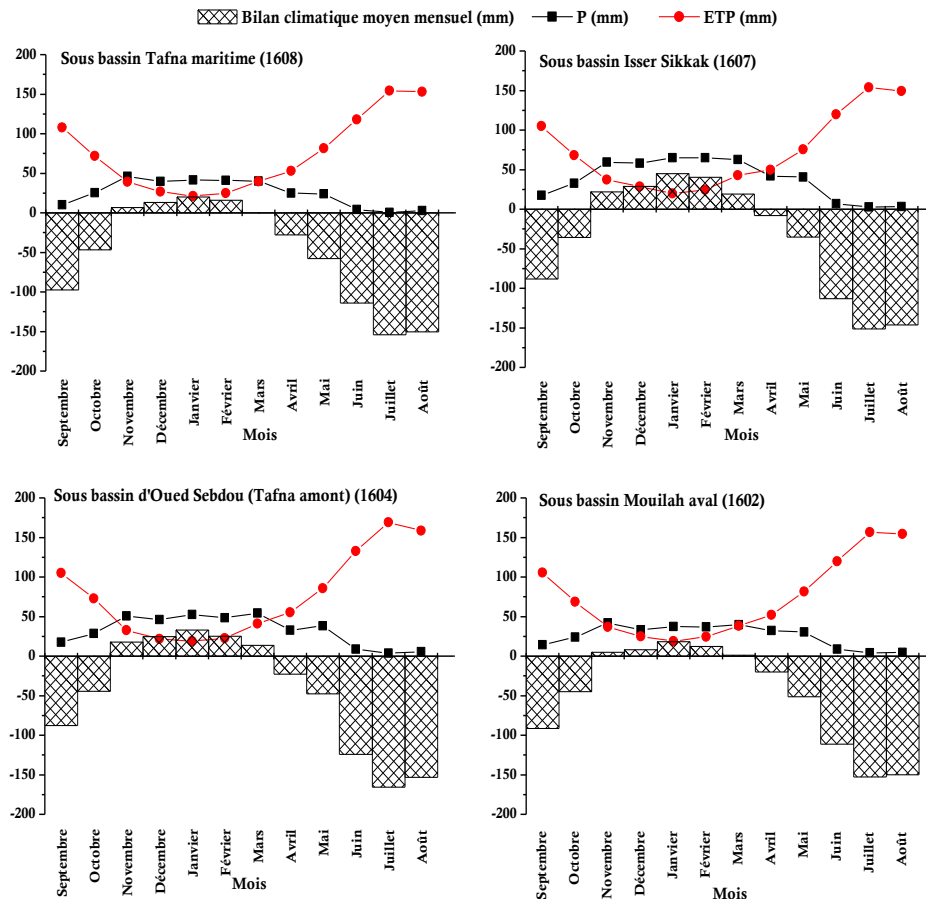 Bilan climatique moyen mensuel (mm) P (mm) ETP (mm)
Sous bassin Tafna maritime (1608)
200
150
100
50
0
-50
-100
-150
-200
Septembre
Octobre
Novembre
Décembre
Janvier
Février
Mars
Avril
Mai
Juin
Juillet
Août
Mois
Sous bassin Isser Sikkak (1607)
200
150
100
50
0
-50
-100
-150
-200
Septembre
Octobre
Novembre
Décembre
Janvier
Février
Mars
Avril
Mai
Juin
Juillet
Août
Mois
Sous bassin d'Oued Sebdou (Tafna amont) (1604)
200
150
100
50
0
-50
-100
-150
-200
Septembre
Octobre
Novembre
Décembre
Janvier
Février
Mars
Avril
Mai
Juin
Juillet
Août
Mois
Sous bassin Mouilah aval (1602)
200
150
100
50
0
-50
-100
-150
-200
Septembre
Octobre
Novembre
Décembre
Janvier
Février
Mars
Avril
Mai
Juin
Juillet
Août
Mois